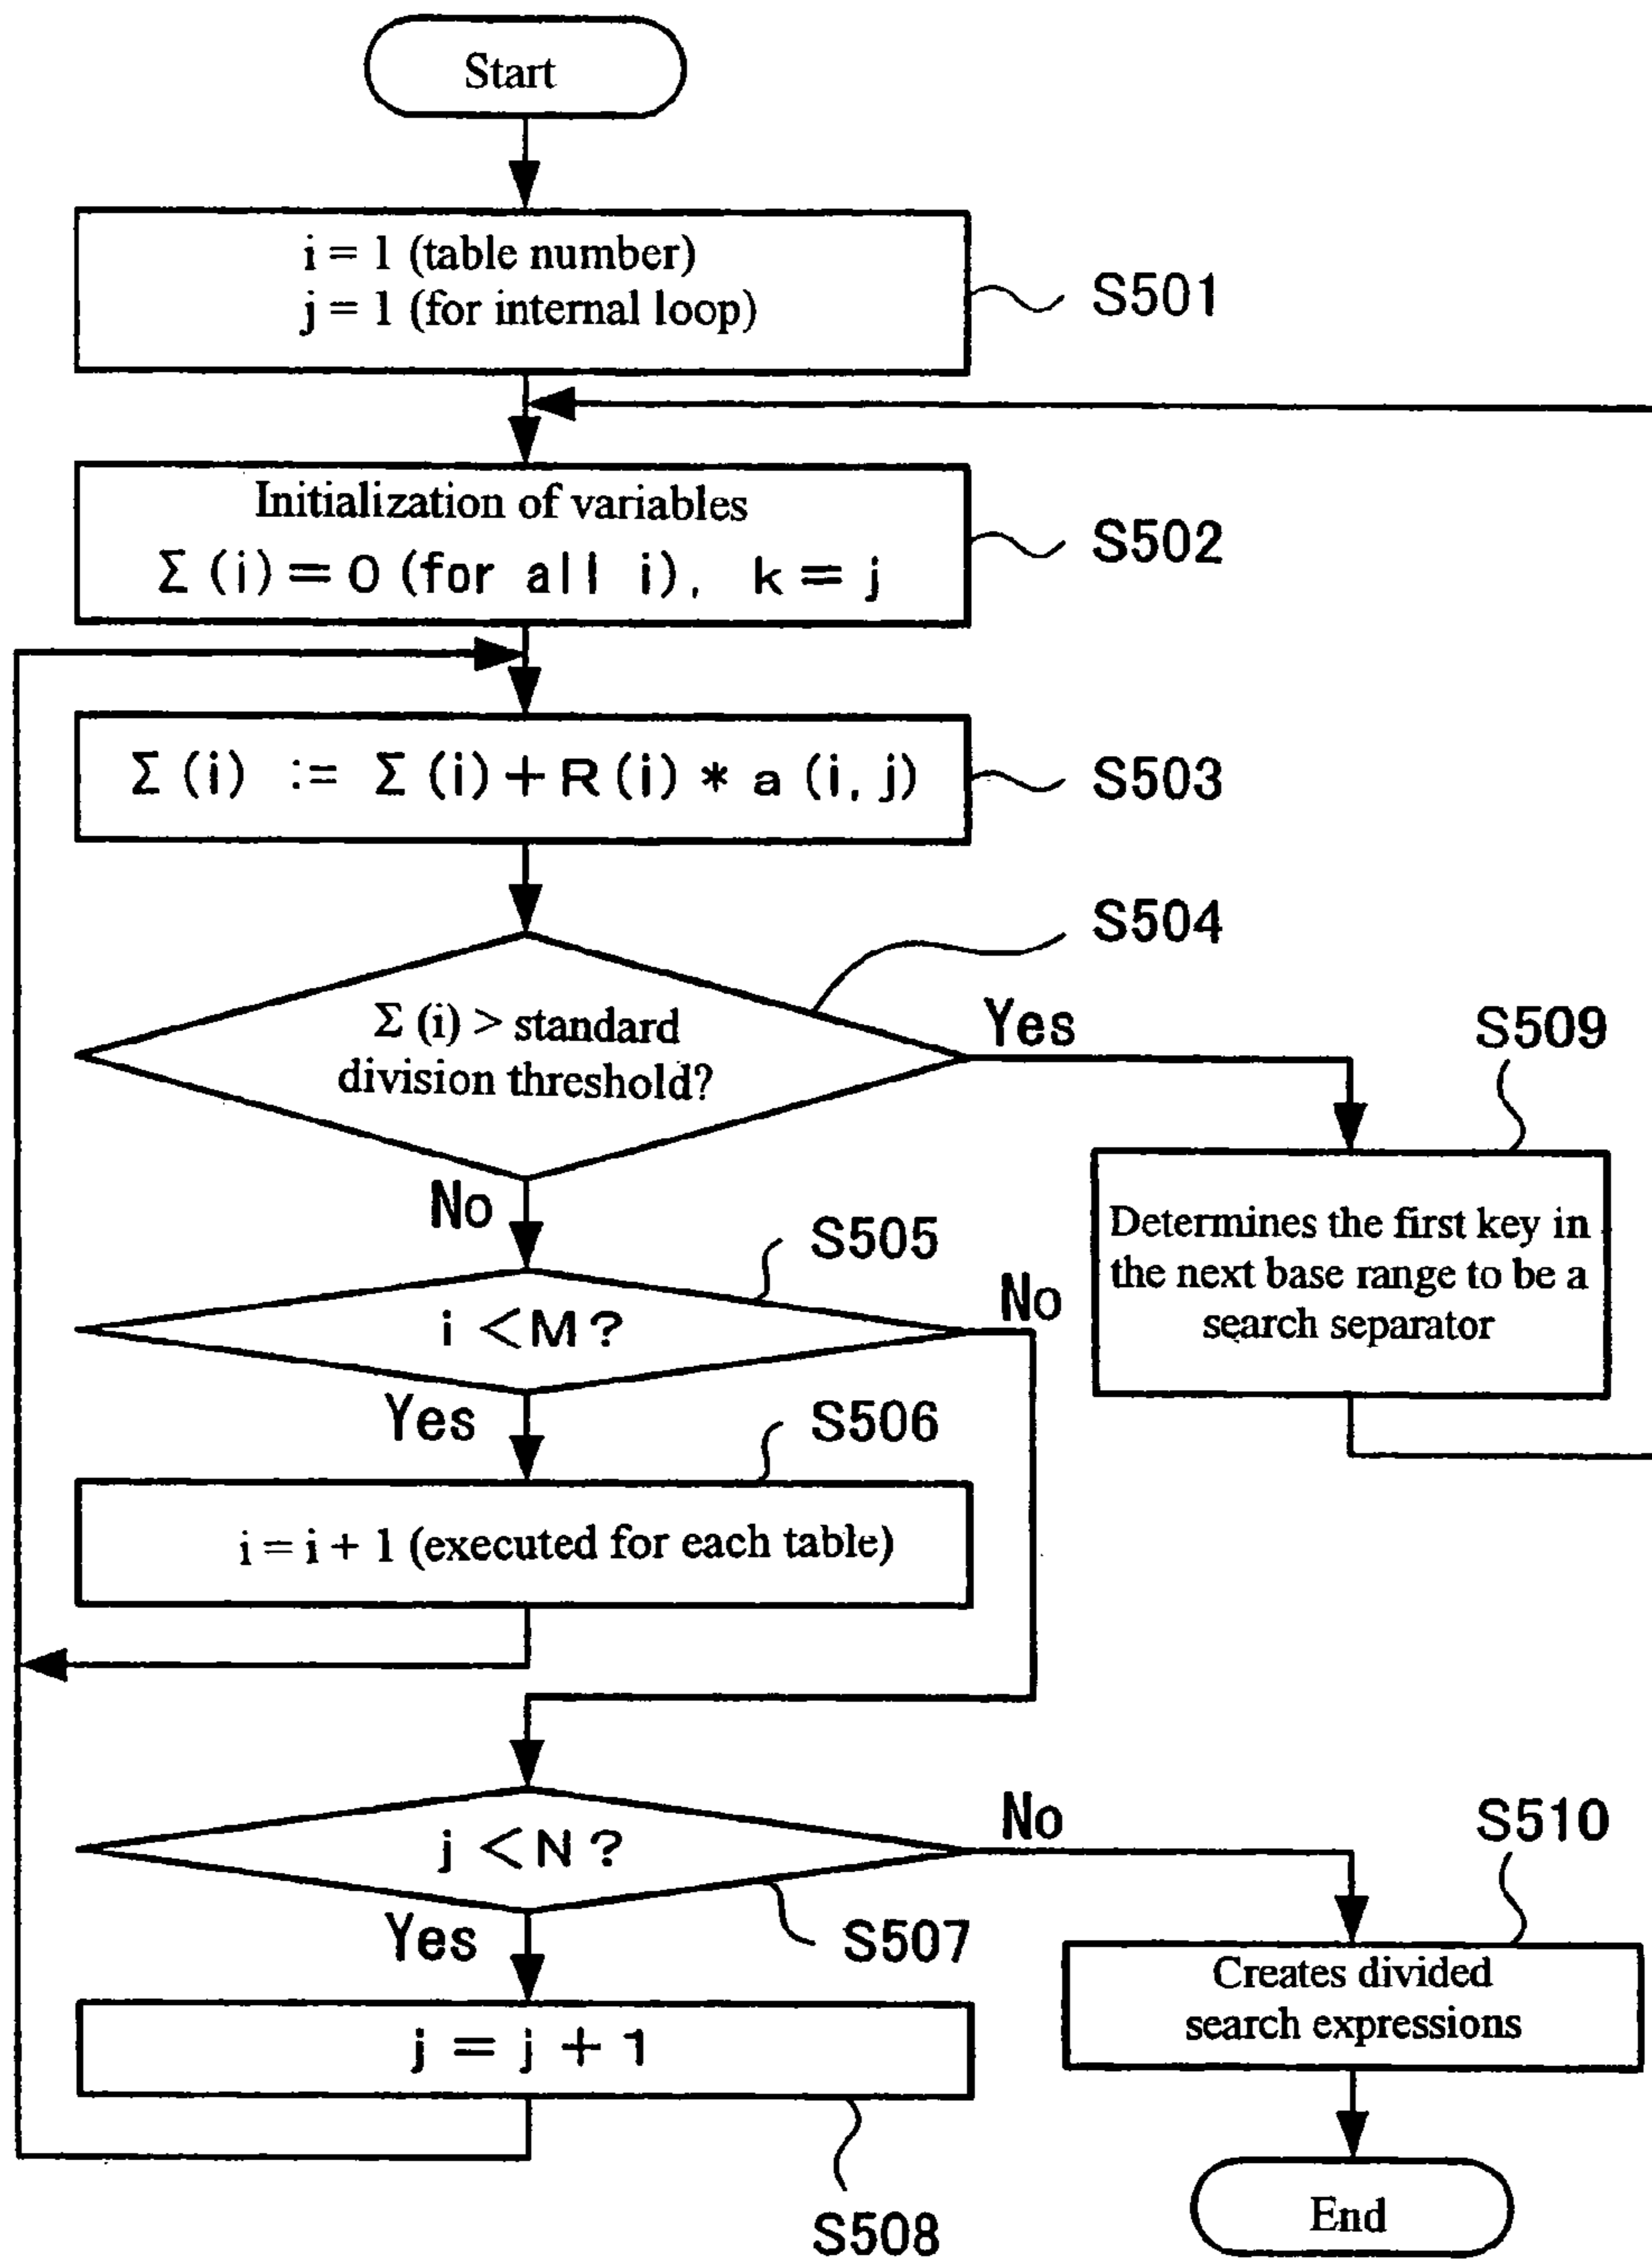 Start
i = 1 (table number)
j = 1 (for internal loop)
S501
Initialization of variables
Σ (i) = 0 (for all i), k = j
S502
Σ (i) := Σ (i) + R (i) * a (i, j)
S503
S504
Σ (i) > standard
division threshold?
Yes
No
S509
Determines the first key in
the next base range to be a
search separator
S505
i < M ?
No
Yes
S506
i = i + 1 (executed for each table)
j < N ?
No
Yes
S507
S510
Creates divided
search expressions
j = j + 1
S508
End